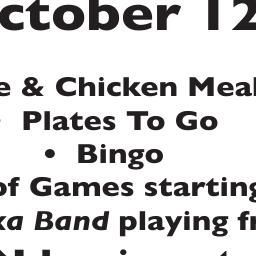 ctober 12
e & Chicken Meal
Plates To Go
• Bingo
of Games starting
ka Band playing fr